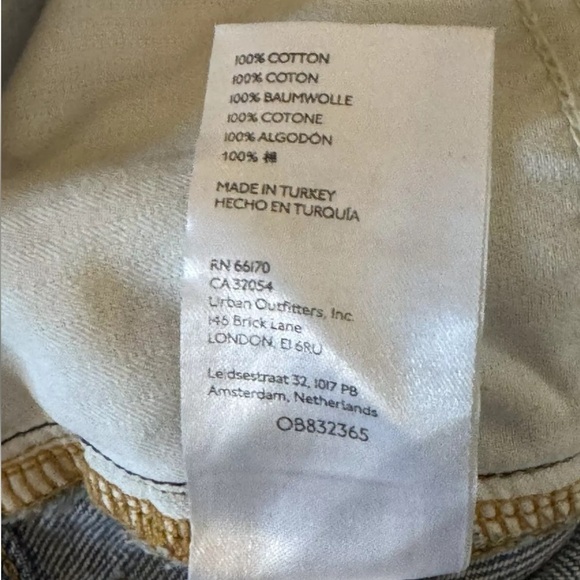 100% COTTON
100% COTON
100% BAUMWOLLE
100% COTONE
100% ALGODÓN
100% 棉
MADE IN TURKEY
HECHO EN TURQUÍA
RN 66170
CA 32054
Urban Outfitters, Inc.
146 Brick Lane
LONDON, E1 6RU
Leidsestraat 32, 1017 PB
Amsterdam, Netherlands
OB832365